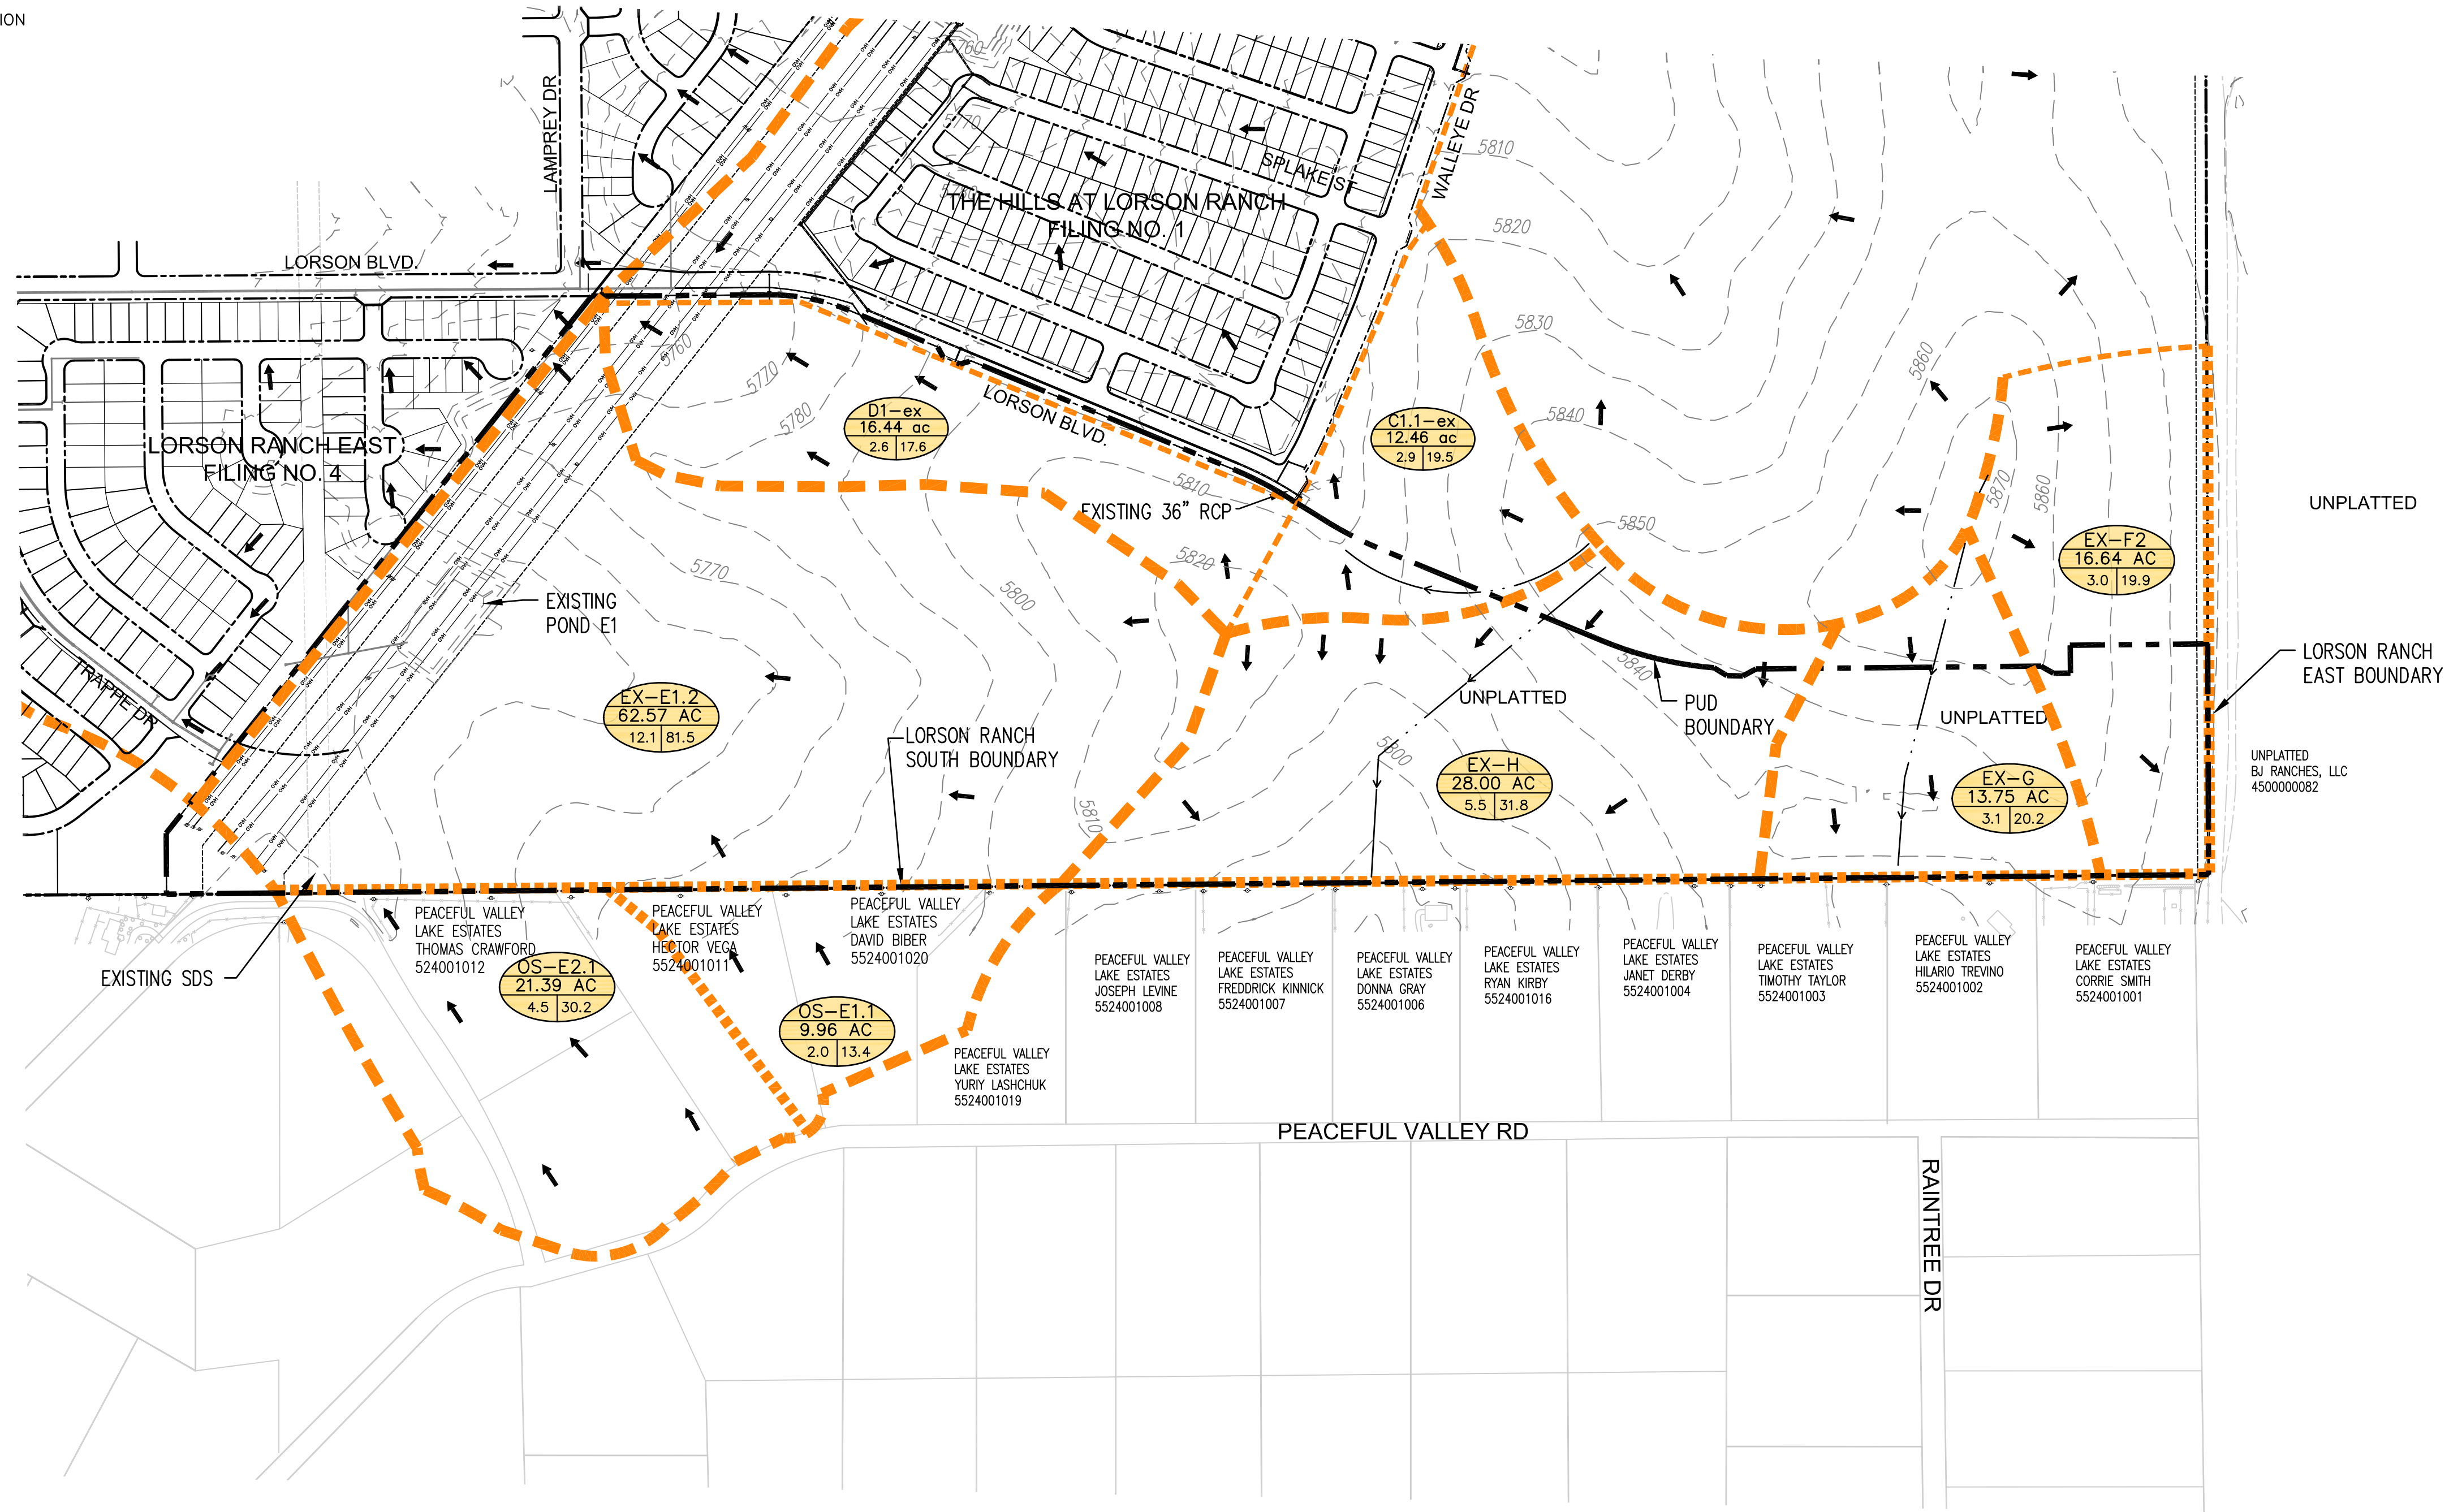 ION
LAMPREY DR
LORSON BLVD.
5760
5770
5780
THE HILLS AT LORSON RANCH
FILING NO. 1
SPLAKE ST
WALLEYE DR
5810
5820
5830
5840
5850
5860
5870
5860
LORSON RANCH EAST
FILING NO. 4
5760
5770
5780
D1-ex
16.44 ac
2.6 17.6
LORSON BLVD.
C1.1-ex
12.46 ac
2.9 19.5
5810
EXISTING 36" RCP
UNPLATTED
EX-F2
16.64 AC
3.0 19.9
5820
5770
5800
EXISTING
POND E1
TRAPPE DR
EX-E1.2
62.57 AC
12.1 81.5
LORSON RANCH
SOUTH BOUNDARY
UNPLATTED
5840
PUD
BOUNDARY
UNPLATTED
LORSON RANCH
EAST BOUNDARY
5800
5810
EX-H
28.00 AC
5.5 31.8
EX-G
13.75 AC
3.1 20.2
UNPLATTED
BJ RANCHES, LLC
4500000082
EXISTING SDS
PEACEFUL VALLEY
LAKE ESTATES
THOMAS CRAWFORD
524001012
PEACEFUL VALLEY
LAKE ESTATES
HECTOR VEGA
5524001011
PEACEFUL VALLEY
LAKE ESTATES
DAVID BIBER
5524001020
OS-E2.1
21.39 AC
4.5 30.2
OS-E1.1
9.96 AC
2.0 13.4
PEACEFUL VALLEY
LAKE ESTATES
YURIY LASHCHUK
5524001019
PEACEFUL VALLEY
LAKE ESTATES
JOSEPH LEVINE
5524001008
PEACEFUL VALLEY
LAKE ESTATES
FREDDRICK KINNICK
5524001007
PEACEFUL VALLEY
LAKE ESTATES
DONNA GRAY
5524001006
PEACEFUL VALLEY
LAKE ESTATES
RYAN KIRBY
5524001016
PEACEFUL VALLEY
LAKE ESTATES
JANET DERBY
5524001004
PEACEFUL VALLEY
LAKE ESTATES
TIMOTHY TAYLOR
5524001003
PEACEFUL VALLEY
LAKE ESTATES
HILARIO TREVINO
5524001002
PEACEFUL VALLEY
LAKE ESTATES
CORRIE SMITH
5524001001
PEACEFUL VALLEY RD
RAINTREE DR